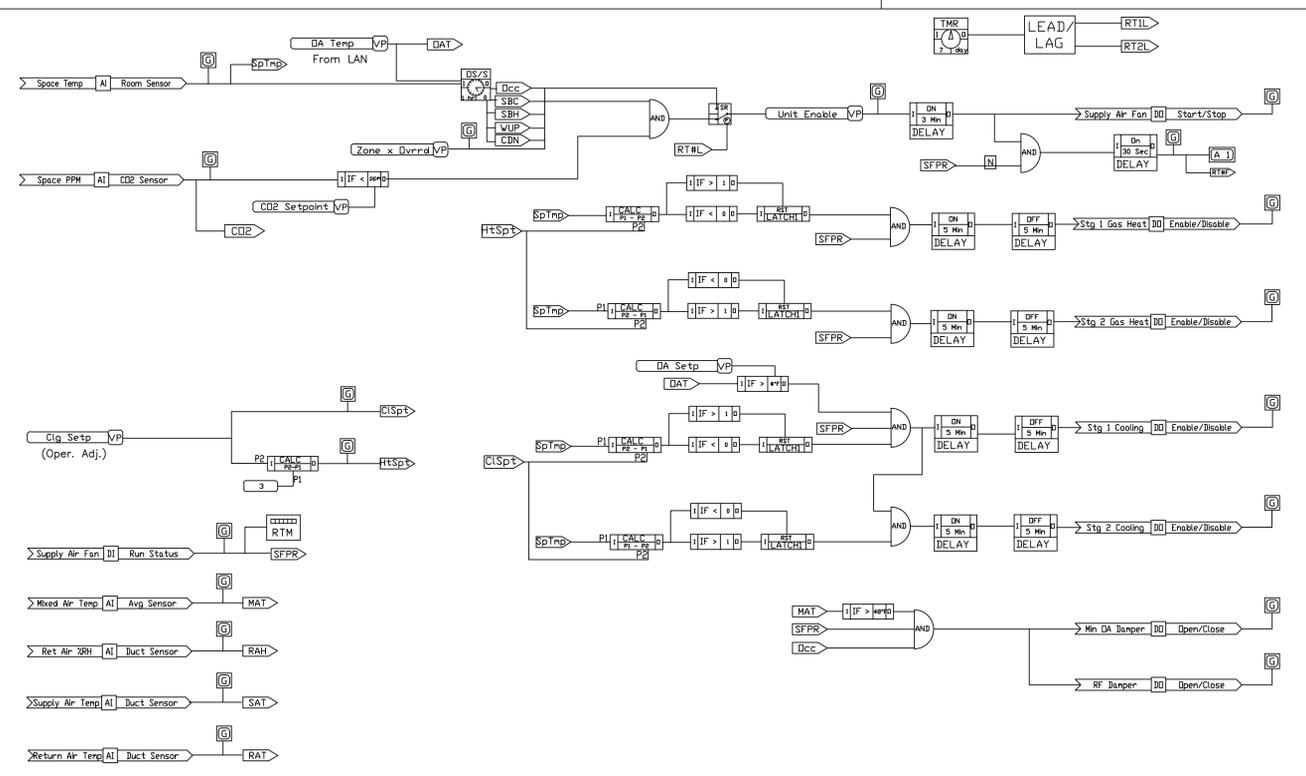 TMR
I O
7 day
LEAD/
LAG
RT1L
RT2L
OA Temp VP
From LAN
OAT
G
SpTmp
Space Temp AI Room Sensor
OS/S
Occ
SBC
SBH
WUP
CDN
G
Zone x Ovrrd VP
AND
SR
RT#L
Unit Enable VP
G
ON
3 Min
DELAY
Supply Air Fan DO Start/Stop
G
SFPR
N
AND
On
30 Sec
DELAY
G
A 1
RT#F
G
Space PPM AI CO2 Sensor
I IF < PPM O
CO2 Setpoint VP
CO2
HtSpt
SpTmp
I CALC O
P1 - P2
P2
I IF > 1 O
I IF < 0 O
RST
LATCH1
SFPR
AND
ON
5 Min
DELAY
OFF
5 Min
DELAY
Stg 1 Gas Heat DO Enable/Disable
G
SpTmp
P1
I CALC O
P2 - P1
P2
I IF < 0 O
I IF > 1 O
RST
LATCH1
SFPR
AND
ON
5 Min
DELAY
OFF
5 Min
DELAY
Stg 2 Gas Heat DO Enable/Disable
G
OA Setp VP
OAT
I IF > #°F O
Clg Setp VP
(Oper. Adj.)
G
ClSpt
P2
I CALC O
P2-P1
P1
3
G
HtSpt
ClSpt
SpTmp
P1
I CALC O
P1 - P2
P2
I IF > 1 O
I IF < 0 O
RST
LATCH1
SFPR
AND
ON
5 Min
DELAY
OFF
5 Min
DELAY
Stg 1 Cooling DO Enable/Disable
G
SpTmp
P1
I CALC O
P1 - P2
P2
I IF < 0 O
I IF > 1 O
RST
LATCH1
AND
ON
5 Min
DELAY
OFF
5 Min
DELAY
Stg 2 Cooling DO Enable/Disable
G
Supply Air Fan DI Run Status
G
RTM
SFPR
Mixed Air Temp AI Avg Sensor
G
MAT
Ret Air %RH AI Duct Sensor
G
RAH
Supply Air Temp AI Duct Sensor
G
SAT
Return Air Temp AI Duct Sensor
G
RAT
MAT
SFPR
Occ
AND
Min OA Damper DO Open/Close
G
RF Damper DO Open/Close
G